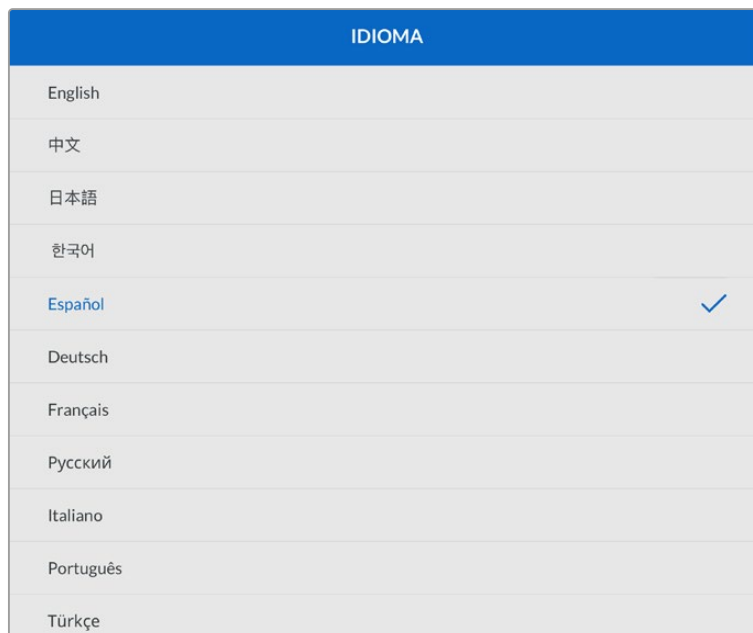 IDIOMA
English
中文
日本語
한국어
Español
Deutsch
Français
Русский
Italiano
Português
Türkçe